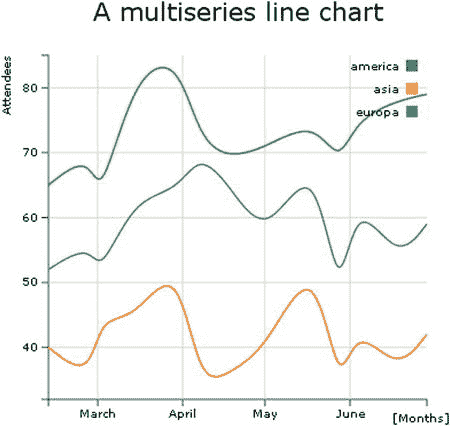 A multiseries line chart
Attendees
america
asia
europa
80
70
60
50
40
March April May June
[Months]